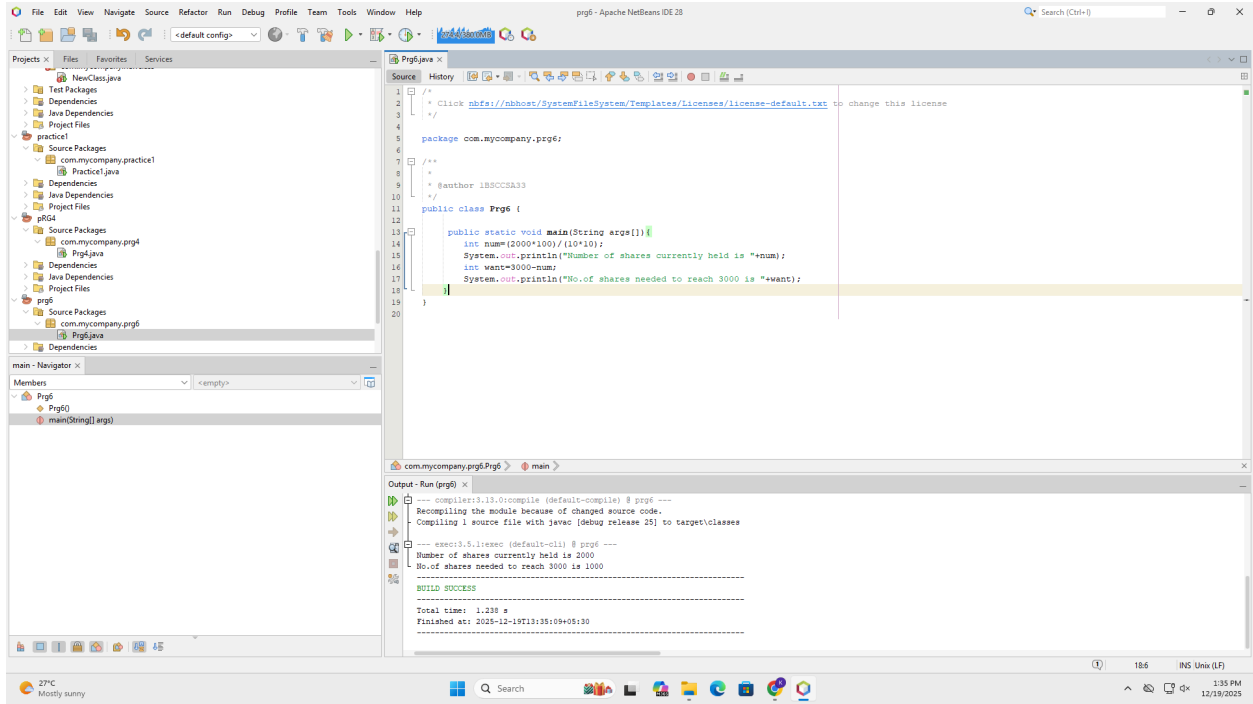 File Edit View Navigate Source Refactor Run Debug Profile Team Tools Window Help
prg6 - Apache NetBeans IDE 28
Search (Ctrl+I)
<default config>
Projects Files Favorites Services
NewClass.java
Test Packages
Dependencies
Java Dependencies
Project Files
practice1
Source Packages
com.mycompany.practice1
Practice1.java
Dependencies
Java Dependencies
Project Files
pRG4
Source Packages
com.mycompany.prg4
Prg4.java
Dependencies
Java Dependencies
Project Files
prg6
Source Packages
com.mycompany.prg6
Prg6.java
Dependencies
main - Navigator
Members
<empty>
Prg6
Prg6()
main(String[] args)
Prg6.java
Source History
1 /*
2 * Click nbfs://nbhost/SystemFileSystem/Templates/Licenses/license-default.txt to change this license
3 */
4
5 package com.mycompany.prg6;
6
7 /**
8 *
9 * @author 1BSCCSA33
10 */
11 public class Prg6 {
12
13 public static void main(String args[]){
14 int num=(2000*100)/(10*10);
15 System.out.println("Number of shares currently held is "+num);
16 int want=3000-num;
17 System.out.println("No.of shares needed to reach 3000 is "+want);
18 }
19 }
20
com.mycompany.prg6.Prg6 main
Output - Run (prg6)
--- compiler:3.13.0:compile (default-compile) @ prg6 ---
Recompiling the module because of changed source code.
Compiling 1 source file with javac [debug release 25] to target\classes
--- exec:3.5.1:exec (default-cli) @ prg6 ---
Number of shares currently held is 2000
No.of shares needed to reach 3000 is 1000
------------------------------------------------------------------------
BUILD SUCCESS
------------------------------------------------------------------------
Total time: 1.238 s
Finished at: 2025-12-19T13:35:09+05:30
------------------------------------------------------------------------
1
18:6
INS Unix (LF)
27°C
Mostly sunny
Search
1:35 PM
12/19/2025